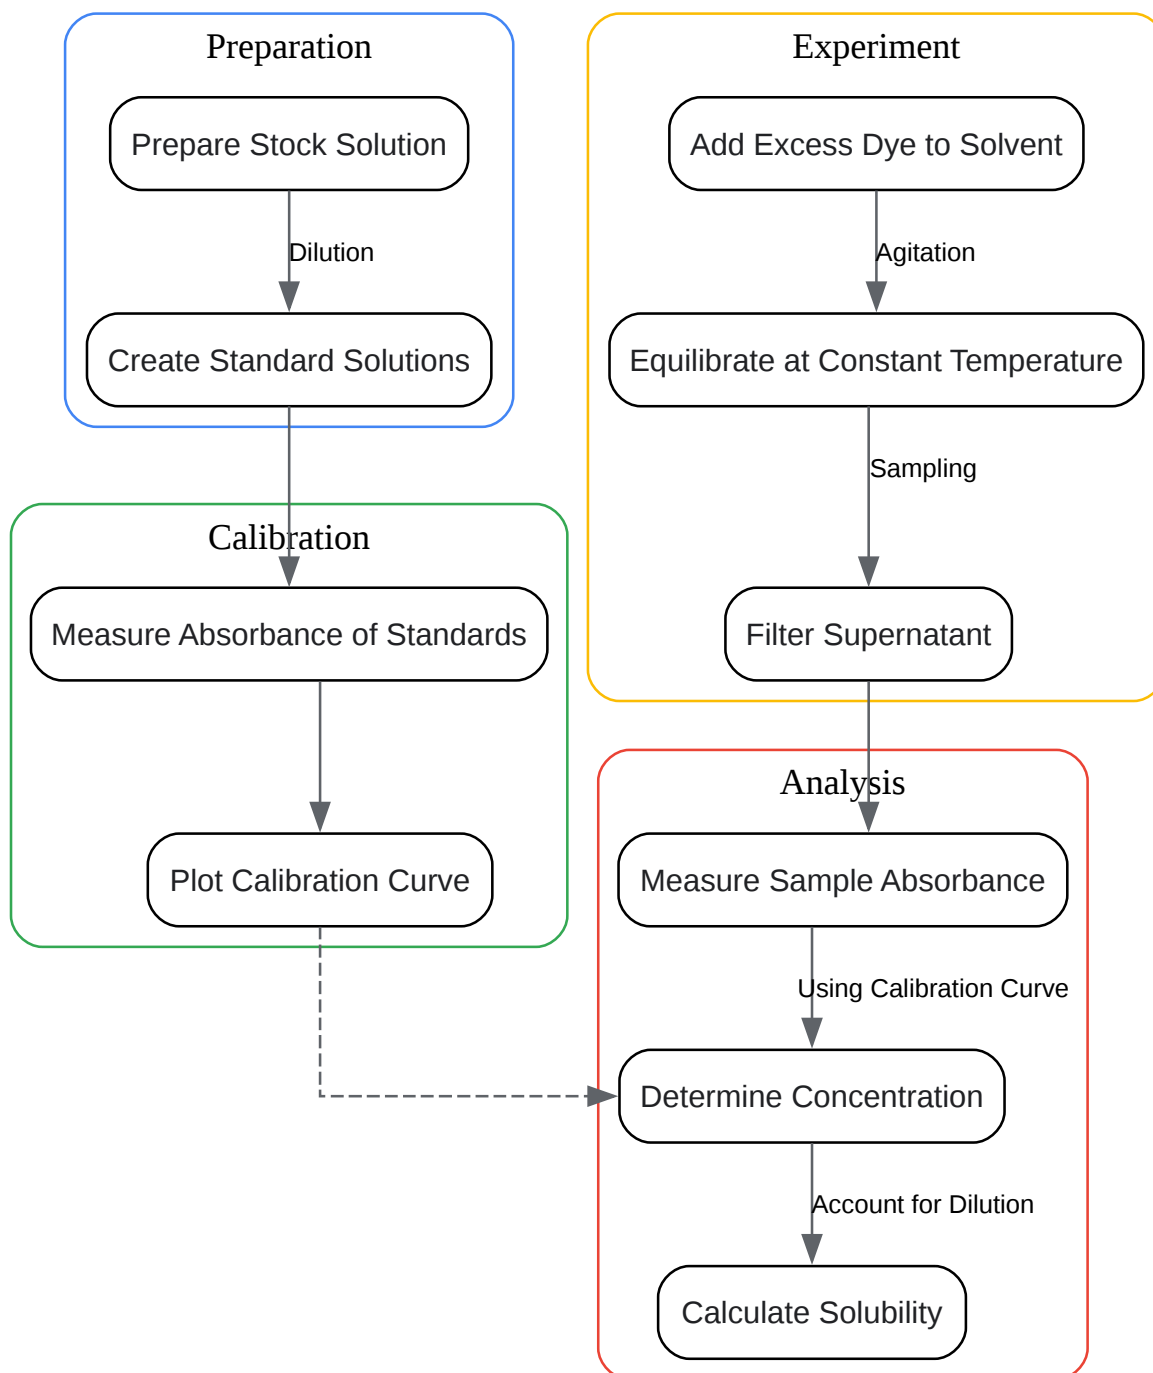 Preparation
Prepare Stock Solution
Dilution
Create Standard Solutions
Calibration
Measure Absorbance of Standards
Plot Calibration Curve
Experiment
Add Excess Dye to Solvent
Agitation
Equilibrate at Constant Temperature
Sampling
Filter Supernatant
Analysis
Measure Sample Absorbance
Using Calibration Curve
Determine Concentration
Account for Dilution
Calculate Solubility